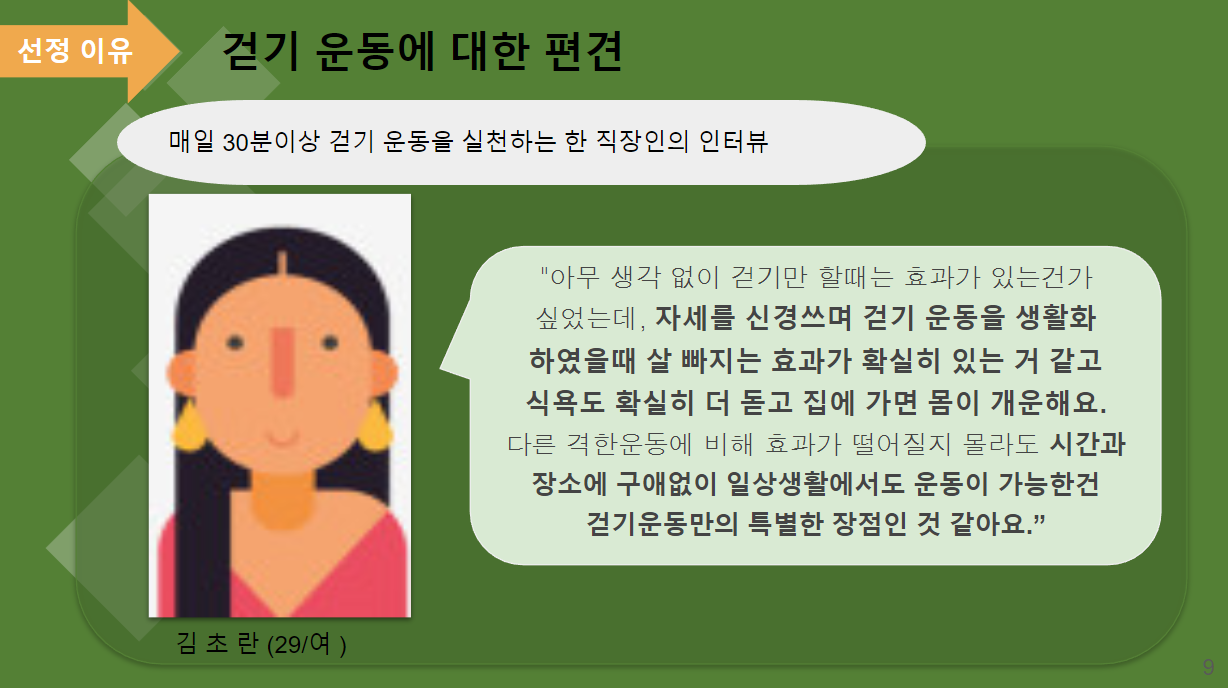 선정 이유
걷기 운동에 대한 편견
매일 30분이상 걷기 운동을 실천하는 한 직장인의 인터뷰
"아무 생각 없이 걷기만 할때는 효과가 있는건가
싶었는데, 자세를 신경쓰며 걷기 운동을 생활화
하였을때 살 빠지는 효과가 확실히 있는 거 같고
식욕도 확실히 더 돋고 집에 가면 몸이 개운해요.
다른 격한운동에 비해 효과가 떨어질지 몰라도 시간과
장소에 구애없이 일상생활에서도 운동이 가능한건
걷기운동만의 특별한 장점인 것 같아요.”
김 초 란 (29/여 )
9